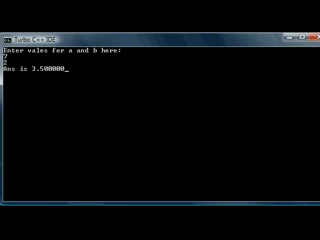 Turbo C++ IDE
Enter vales for a and b here:
7
2
Ans is 3.500000_